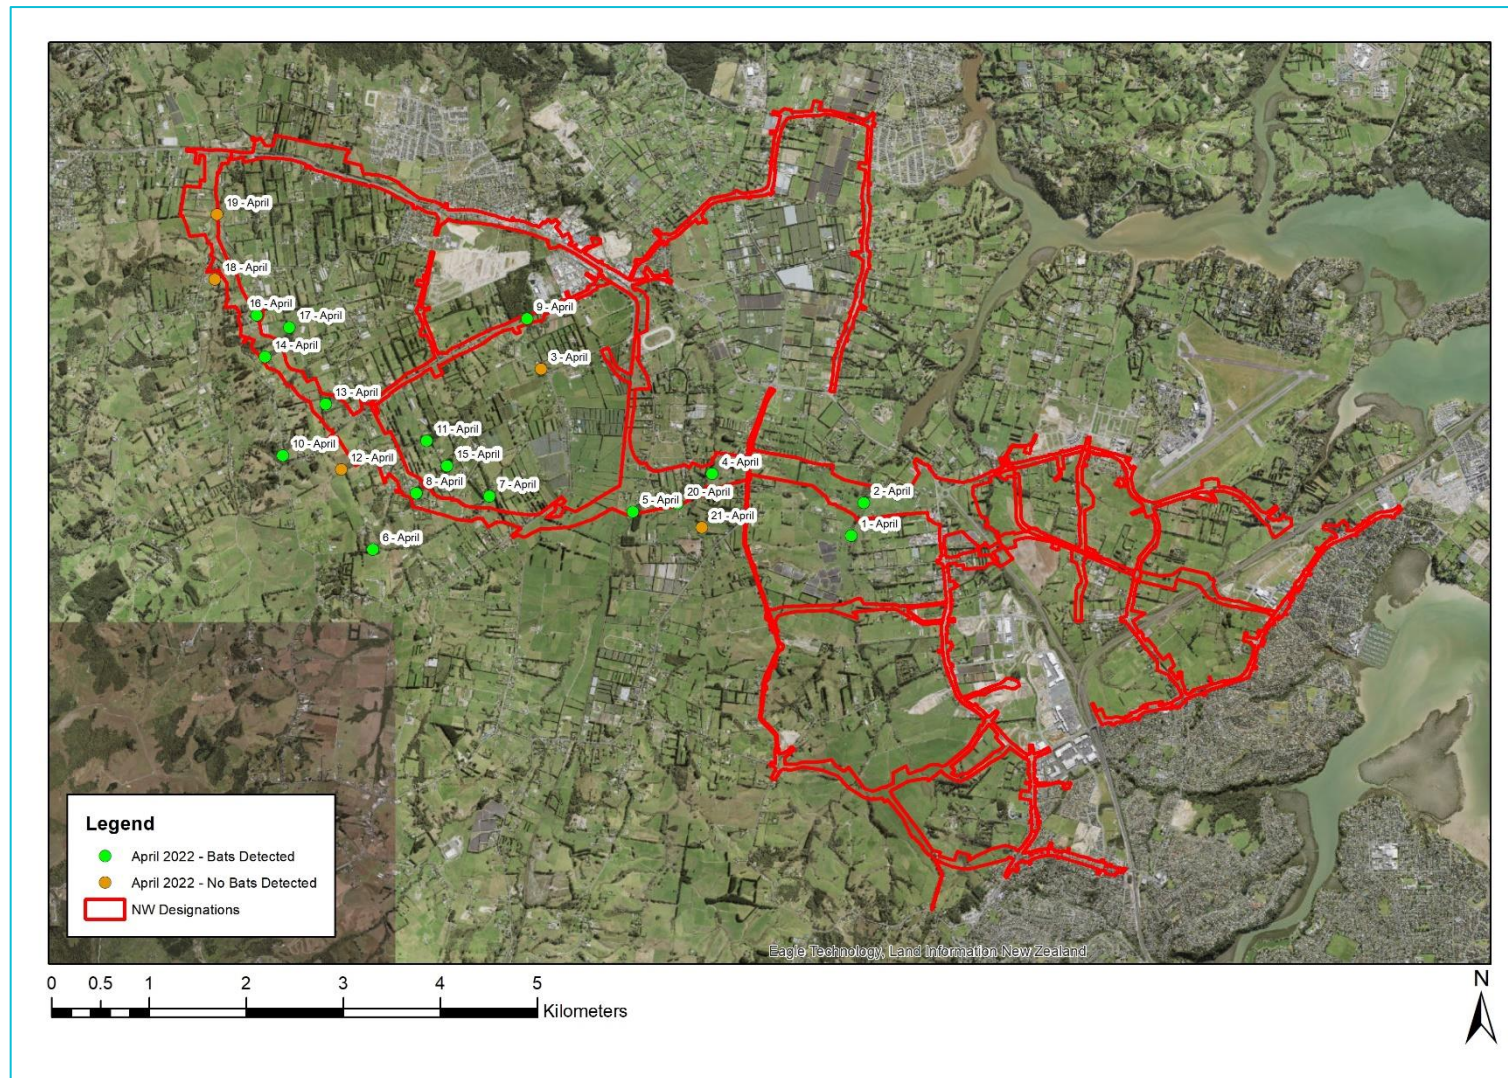 19 - April
18 - April
16 - April
17 - April
9 - April
14 - April
3 - April
13 - April
11 - April
10 - April
12 - April
15 - April
4 - April
8 - April
7 - April
20 - April
2 - April
5 - April
21 - April
1 - April
6 - April
Legend
April 2022 - Bats Detected
April 2022 - No Bats Detected
NW Designations
Eagle Technology, Land Information New Zealand
0 0.5 1 2 3 4 5
Kilometers
N